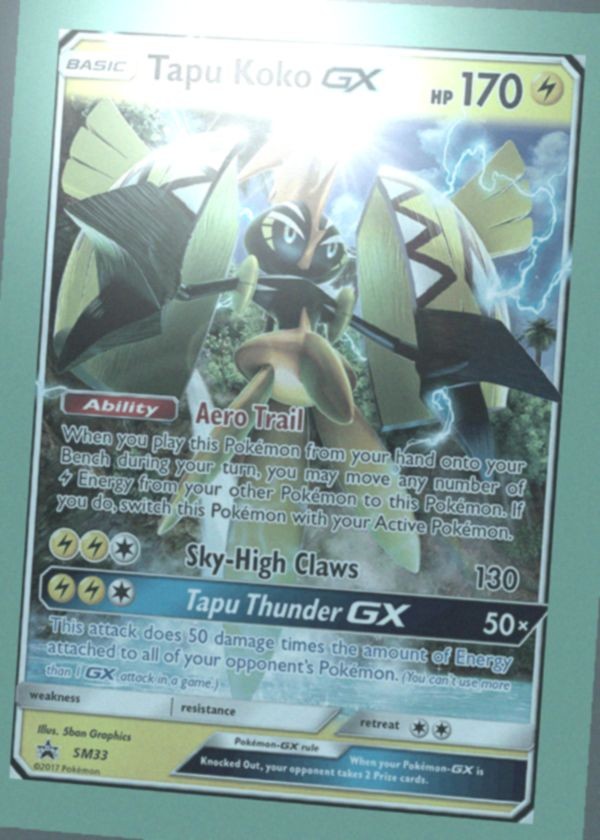 BASIC Tapu Koko GX HP 170
Ability Aero Trail
When you play this Pokémon from your hand onto your
Bench during your turn, you may move any number of
Energy from your other Pokémon to this Pokémon. If
you do, switch this Pokémon with your Active Pokémon.
Sky-High Claws 130
Tapu Thunder GX 50×
This attack does 50 damage times the amount of Energy
attached to all of your opponent's Pokémon. (You can't use more
than 1 GX attack in a game.)
weakness resistance retreat
Illus. 5ban Graphics
SM33
©2017 Pokémon
Pokémon-GX rule
When your Pokémon-GX is
Knocked Out, your opponent takes 2 Prize cards.